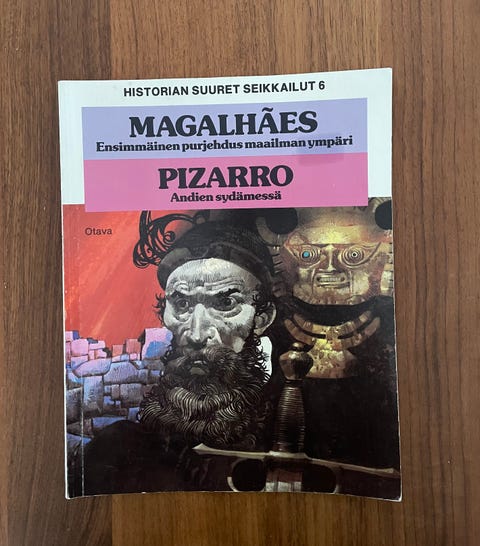 HISTORIAN SUURET SEIKKAILUT 6
MAGALHÃES
Ensimmäinen purjehdus maailman ympäri
PIZARRO
Andien sydämessä
Otava